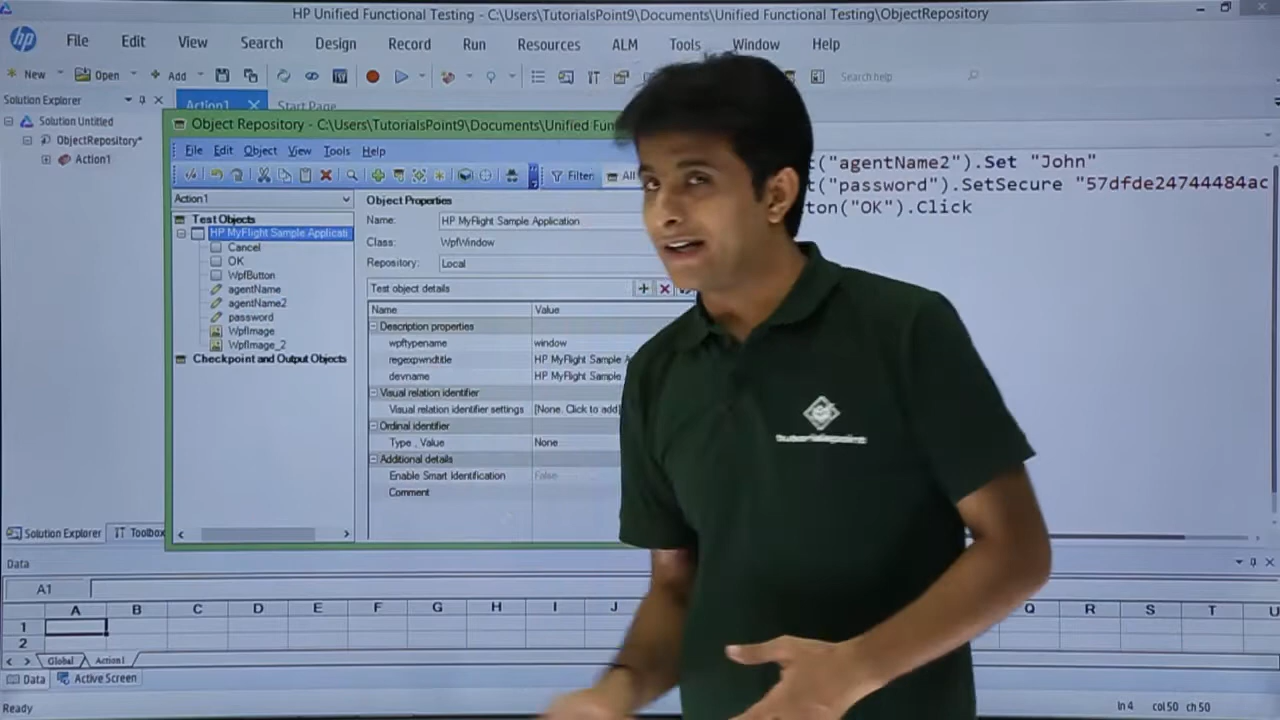 HP Unified Functional Testing - C:\Users\TutorialsPoint9\Documents\Unified Functional Testing\ObjectRepository
File Edit View Search Design Record Run Resources ALM Tools Window Help
New Open Add Search help
Solution Explorer
Action1 Start Page
Solution Untitled
ObjectRepository*
Action1
Object Repository - C:\Users\TutorialsPoint9\Documents\Unified Fun
File Edit Object View Tools Help
Filter: All
Action1
Test Objects
HP MyFlight Sample Applicati
Cancel
OK
WpfButton
agentName
agentName2
password
WpfImage
WpfImage_2
Checkpoint and Output Objects
Object Properties
Name: HP MyFlight Sample Application
Class: WpfWindow
Repository: Local
Test object details
Name Value
Description properties
wpftypename window
regexpwndtitle HP MyFlight Sample A
devname HP MyFlight Sample
Visual relation identifier
Visual relation identifier settings [None. Click to add]
Ordinal identifier
Type , Value None
Additional details
Enable Smart Identification False
Comment
t("agentName2").Set "John"
t("password").SetSecure "57dfde24744484ac
ton("OK").Click
Solution Explorer Toolbox
Data
A1
A B C D E F G H I J Q R S T U
1
2
Global Action1
Data Active Screen
Ready ln 4 col 50 ch 50